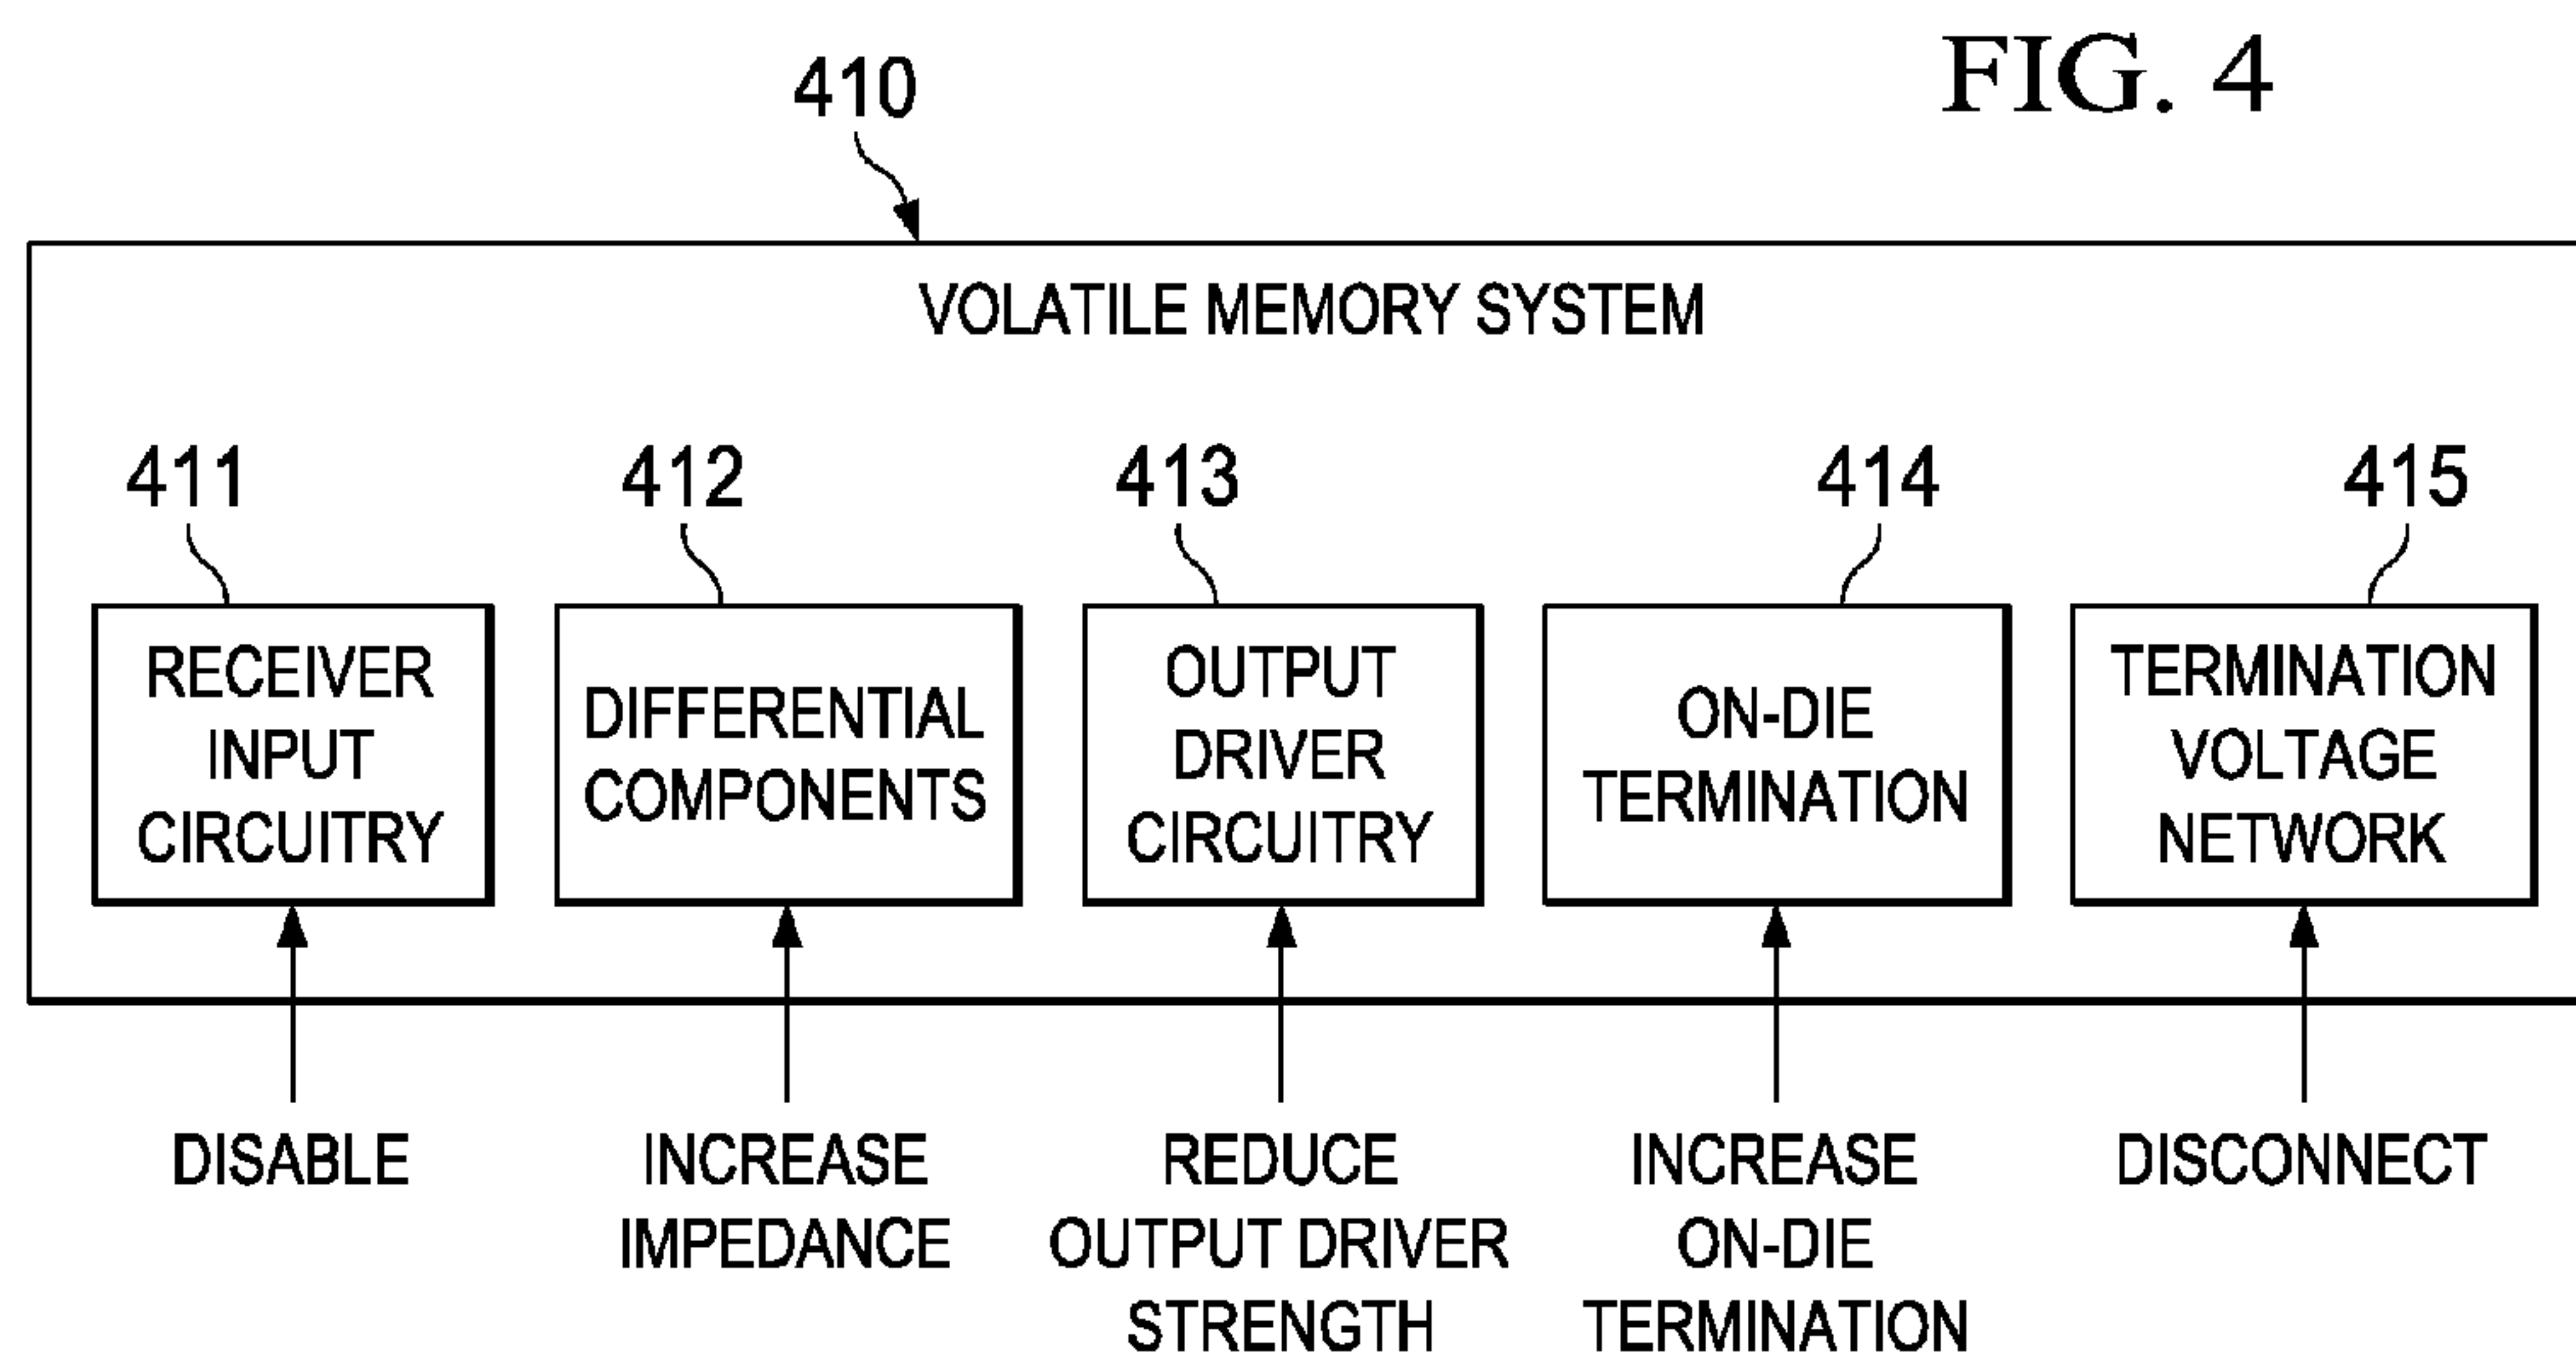 FIG. 4
410
VOLATILE MEMORY SYSTEM
411
412
413
414
415
RECEIVER
INPUT
CIRCUITRY
DIFFERENTIAL
COMPONENTS
OUTPUT
DRIVER
CIRCUITRY
ON-DIE
TERMINATION
TERMINATION
VOLTAGE
NETWORK
DISABLE
INCREASE
IMPEDANCE
REDUCE
OUTPUT DRIVER
STRENGTH
INCREASE
ON-DIE
TERMINATION
DISCONNECT